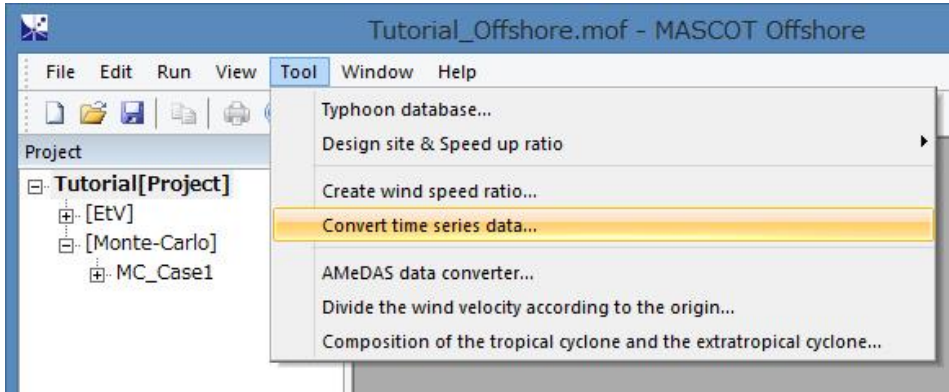 Tutorial_Offshore.mof - MASCOT Offshore
File Edit Run View Tool Window Help
Typhoon database...
Design site & Speed up ratio
Create wind speed ratio...
Convert time series data...
AMeDAS data converter...
Divide the wind velocity according to the origin...
Composition of the tropical cyclone and the extratropical cyclone...
Project
Tutorial[Project]
[EtV]
[Monte-Carlo]
MC_Case1